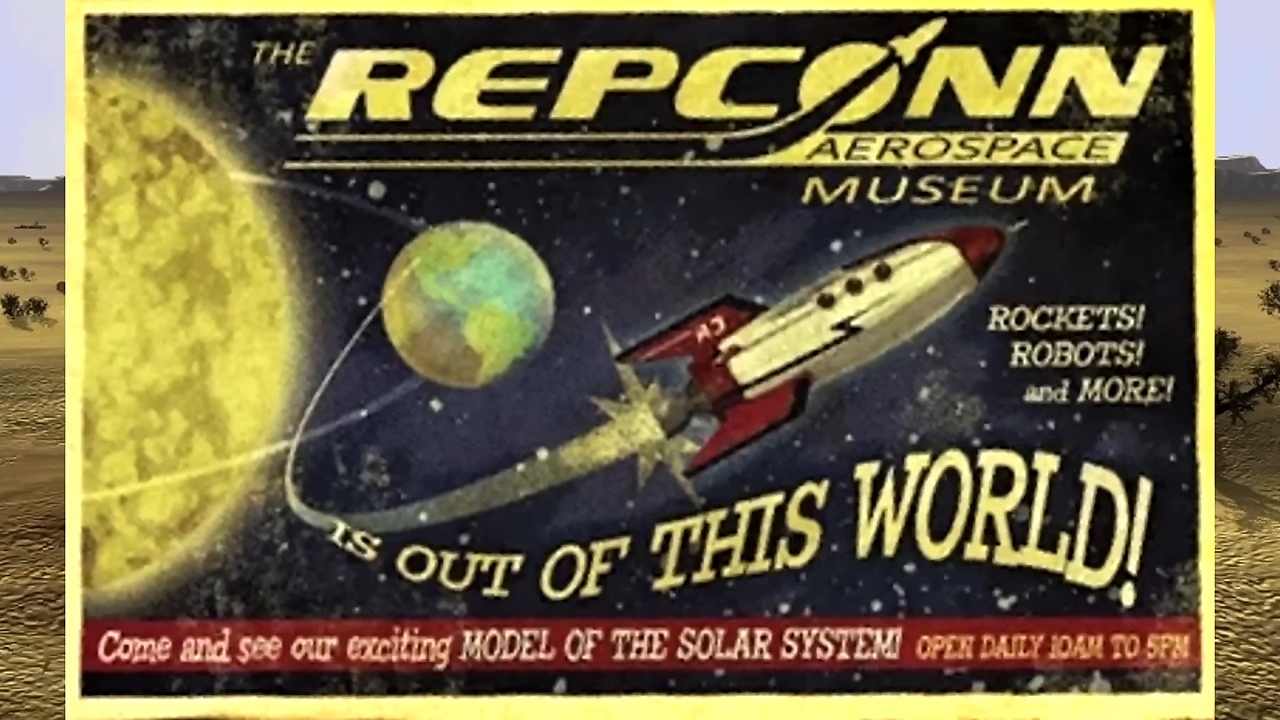 THE REPCONN
AEROSPACE
MUSEUM
ROCKETS!
ROBOTS!
and MORE!
IS OUT OF THIS WORLD!
Come and see our exciting MODEL OF THE SOLAR SYSTEM! OPEN DAILY 10AM TO 5PM